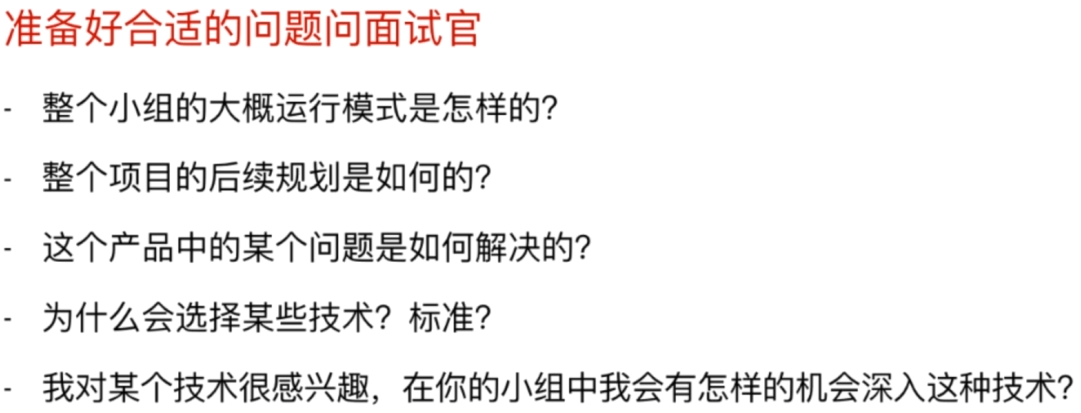 准备好合适的问题问面试官
- 整个小组的大概运行模式是怎样的？
- 整个项目的后续规划是如何的？
- 这个产品中的某个问题是如何解决的？
- 为什么会选择某些技术？标准？
- 我对某个技术很感兴趣，在你的小组中我会有怎样的机会深入这种技术？